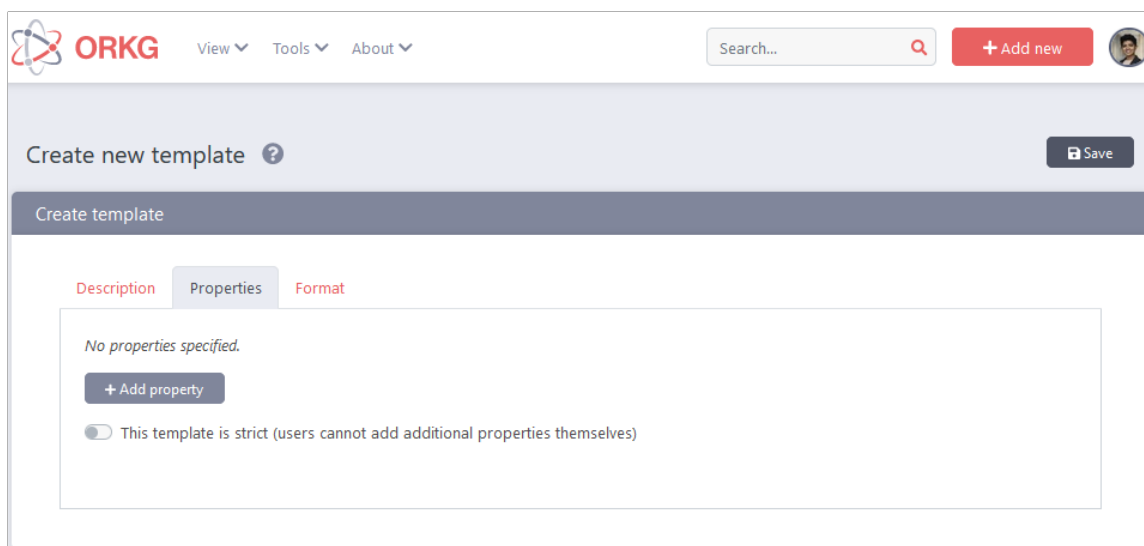 ORKG View Tools About Search... + Add new
Create new template ?
Save
Create template
Description Properties Format
No properties specified.
+ Add property
This template is strict (users cannot add additional properties themselves)